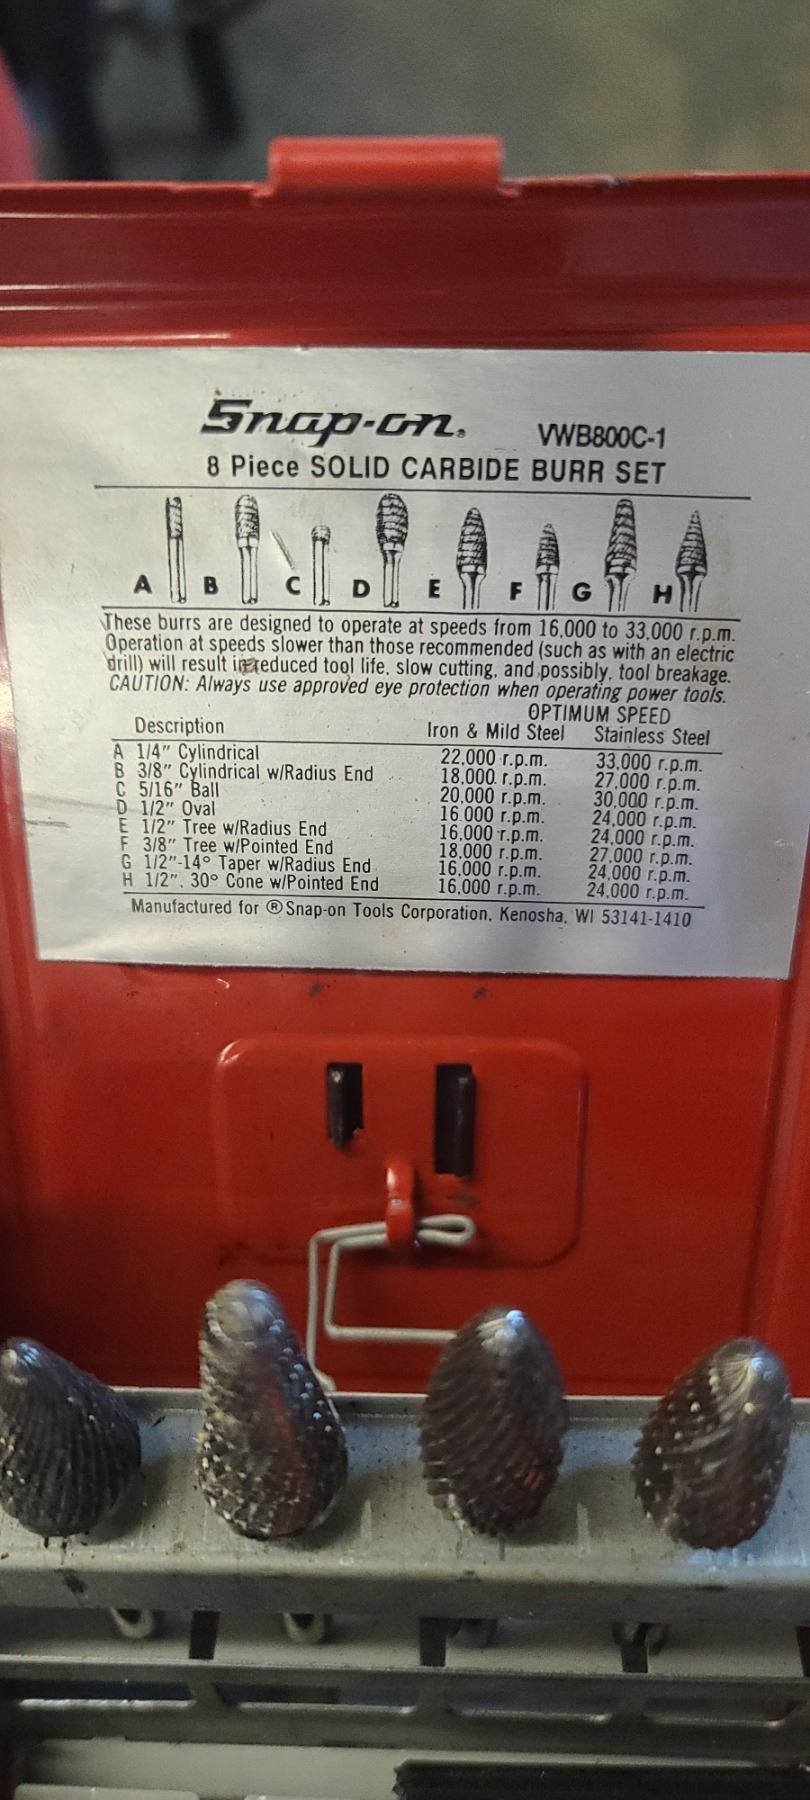 Snap-on® VWB800C-1
8 Piece SOLID CARBIDE BURR SET
A B C D E F G H
These burrs are designed to operate at speeds from 16,000 to 33,000 r.p.m.
Operation at speeds slower than those recommended (such as with an electric
drill) will result in reduced tool life, slow cutting, and possibly, tool breakage.
CAUTION: Always use approved eye protection when operating power tools.
OPTIMUM SPEED
Description Iron & Mild Steel Stainless Steel
A 1/4" Cylindrical 22,000 r.p.m. 33,000 r.p.m.
B 3/8" Cylindrical w/Radius End 18,000 r.p.m. 27,000 r.p.m.
C 5/16" Ball 20,000 r.p.m. 30,000 r.p.m.
D 1/2" Oval 16.000 r.p.m. 24,000 r.p.m.
E 1/2" Tree w/Radius End 16,000 r.p.m. 24,000 r.p.m.
F 3/8" Tree w/Pointed End 18,000 r.p.m. 27,000 r.p.m.
G 1/2"-14° Taper w/Radius End 16,000 r.p.m. 24,000 r.p.m.
H 1/2", 30° Cone w/Pointed End 16,000 r.p.m. 24,000 r.p.m.
Manufactured for ® Snap-on Tools Corporation, Kenosha, WI 53141-1410